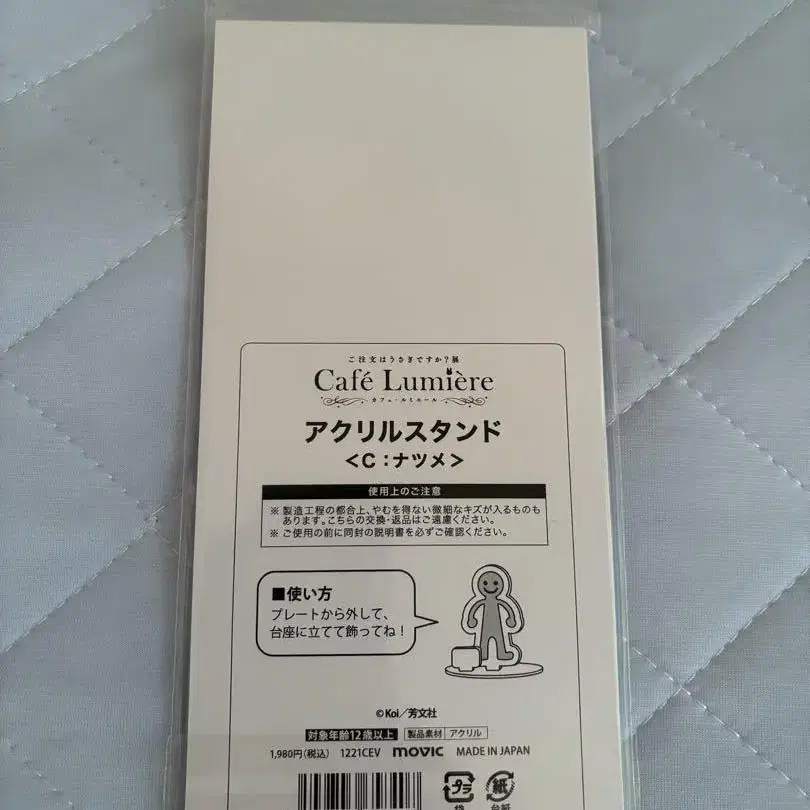 ご注文はうさぎですか？展
Café Lumière
カフェ・ルミエール
アクリルスタンド
＜C：ナツメ＞
使用上のご注意
※ 製造工程の都合上、やむを得ない微細なキズが入るものも
あります。こちらの交換・返品はご遠慮ください。
※ ご使用の前に同封の説明書を必ずご確認ください。
■使い方
プレートから外して、
台座に立てて飾ってね！
©Koi／芳文社
対象年齢12歳以上 製品素材 アクリル
1,980円（税込） 1221CEV movic MADE IN JAPAN
プラ 紙
袋 台紙